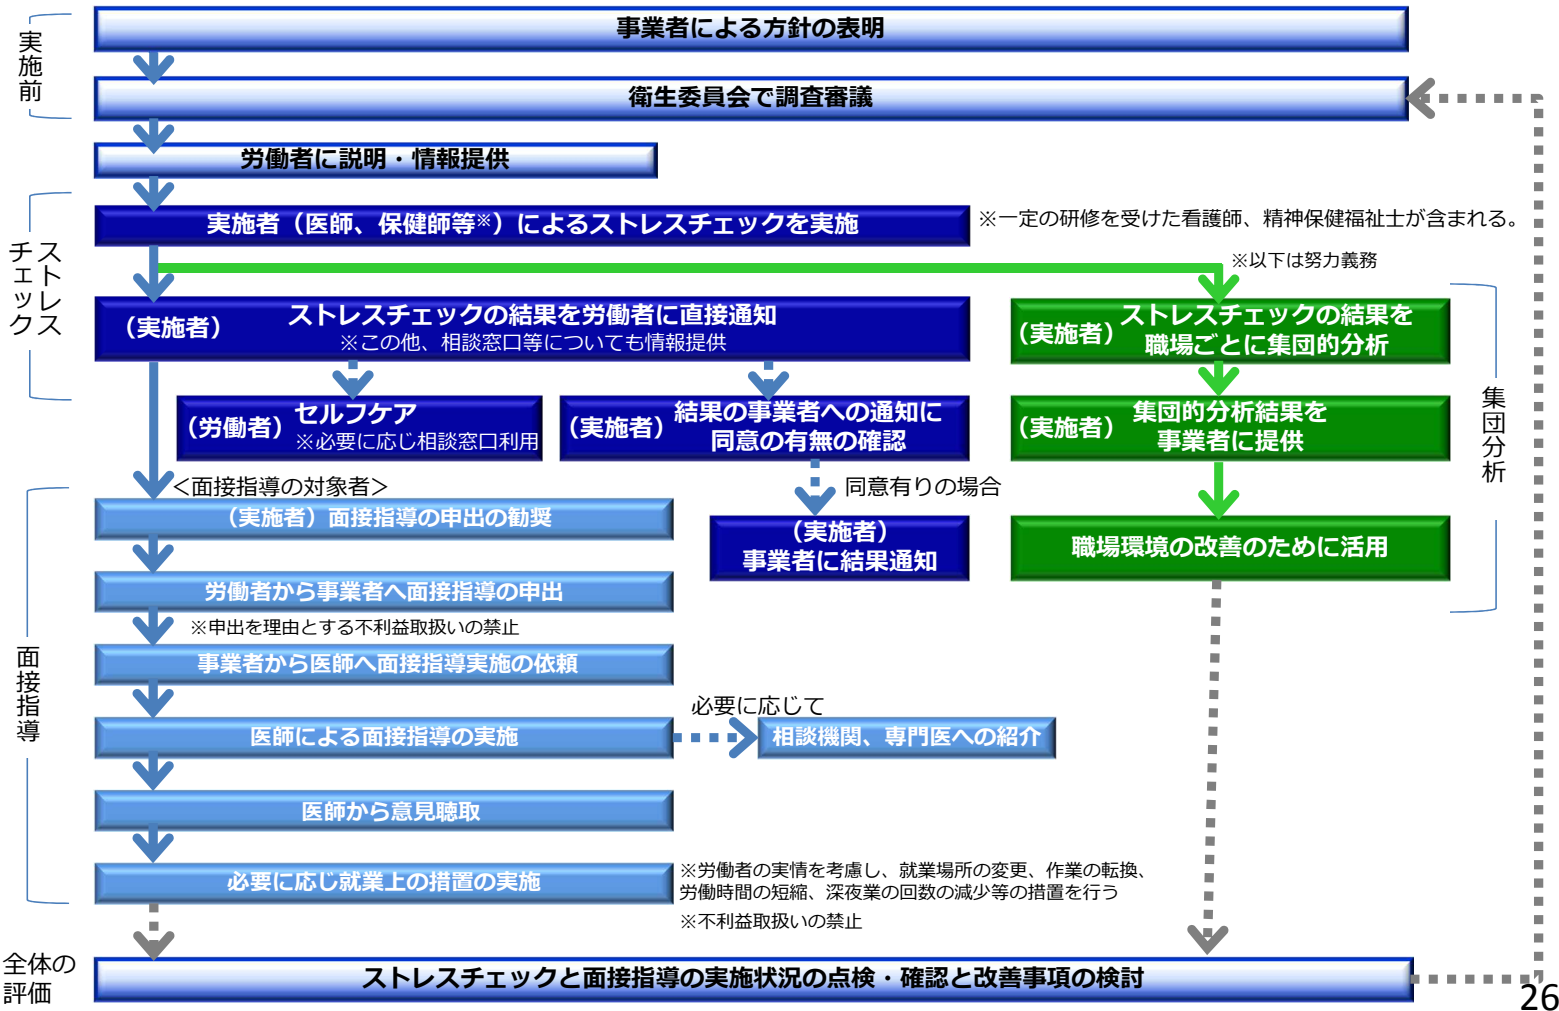 実施前
事業者による方針の表明
衛生委員会で調査審議
労働者に説明・情報提供
ストレス
チェック
実施者（医師、保健師等※）によるストレスチェックを実施
※一定の研修を受けた看護師、精神保健福祉士が含まれる。
※以下は努力義務
（実施者）
ストレスチェックの結果を労働者に直接通知
※この他、相談窓口等についても情報提供
（実施者）
ストレスチェックの結果を
職場ごとに集団的分析
（労働者）
セルフケア
※必要に応じ相談窓口利用
（実施者）
結果の事業者への通知に
同意の有無の確認
（実施者）
集団的分析結果を
事業者に提供
集団分析
同意有りの場合
（実施者）
事業者に結果通知
職場環境の改善のために活用
面接指導
＜面接指導の対象者＞
（実施者）面接指導の申出の勧奨
労働者から事業者へ面接指導の申出
※申出を理由とする不利益取扱いの禁止
事業者から医師へ面接指導実施の依頼
医師による面接指導の実施
必要に応じて
相談機関、専門医への紹介
医師から意見聴取
必要に応じ就業上の措置の実施
※労働者の実情を考慮し、就業場所の変更、作業の転換、
労働時間の短縮、深夜業の回数の減少等の措置を行う
※不利益取扱いの禁止
全体の
評価
ストレスチェックと面接指導の実施状況の点検・確認と改善事項の検討
26